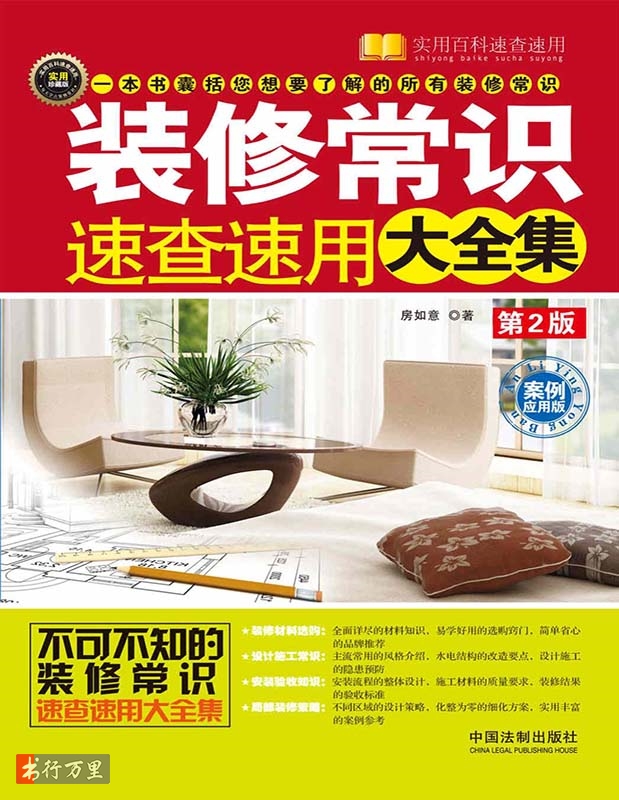 实用百科速查速用
shiyong baike sucha suyong
实用
珍藏版
一本书囊括您想要了解的所有装修常识
装修常识
速查速用大全集
房如意 ◎著
第2版
An Li Ying Yong Ban
案例
应用版
不可不知的
装修常识
速查速用大全集
★装修材料选购：全面详尽的材料知识，易学好用的选购窍门，简单省心
的品牌推荐
★设计施工常识：主流常用的风格介绍，水电结构的改造要点，设计施工
的隐患预防
★安装验收知识：安装流程的整体设计，施工材料的质量要求，装修结果
的验收标准
★局部装修策略：不同区域的设计策略，化整为零的细化方案，实用丰富
的案例参考
中国法制出版社
CHINA LEGAL PUBLISHING HOUSE
书行万里